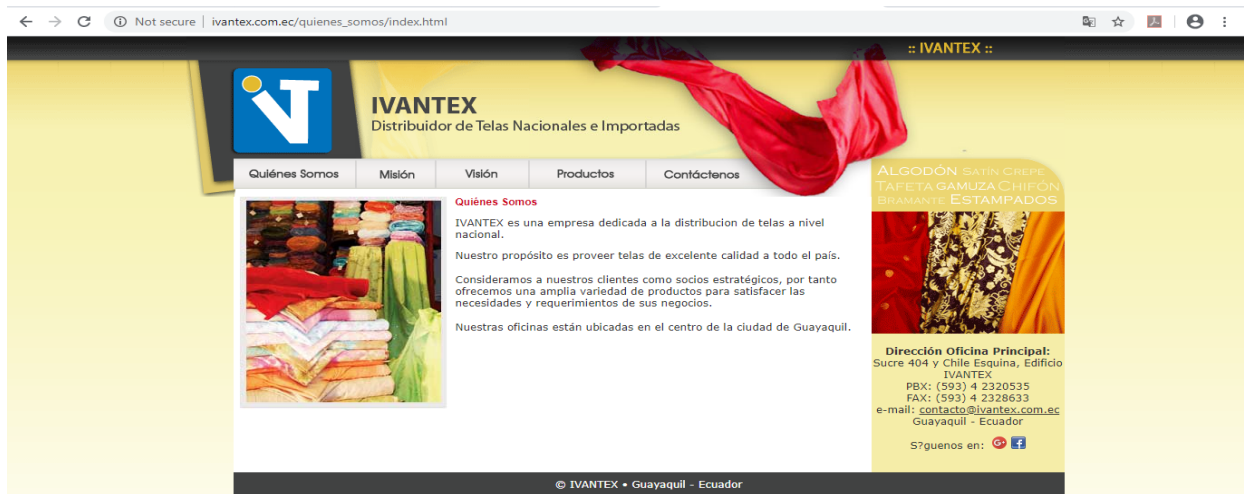 Not secure
ivantex.com.ec/quienes_somos/index.html
:: IVANTEX ::
IVANTEX
Distribuidor de Telas Nacionales e Importadas
Quiénes Somos
Misión
Visión
Productos
Contáctenos
ALGODÓN SATÍN CREPE
TAFETA GAMUZA CHIFÓN
BRAMANTE ESTAMPADOS
Quiénes Somos
IVANTEX es una empresa dedicada a la distribucion de telas a nivel
nacional.
Nuestro propósito es proveer telas de excelente calidad a todo el país.
Consideramos a nuestros clientes como socios estratégicos, por tanto
ofrecemos una amplia variedad de productos para satisfacer las
necesidades y requerimientos de sus negocios.
Nuestras oficinas están ubicadas en el centro de la ciudad de Guayaquil.
Dirección Oficina Principal:
Sucre 404 y Chile Esquina, Edificio
IVANTEX
PBX: (593) 4 2320535
FAX: (593) 4 2328633
e-mail: contacto@ivantex.com.ec
Guayaquil - Ecuador
S?guenos en:
© IVANTEX • Guayaquil - Ecuador